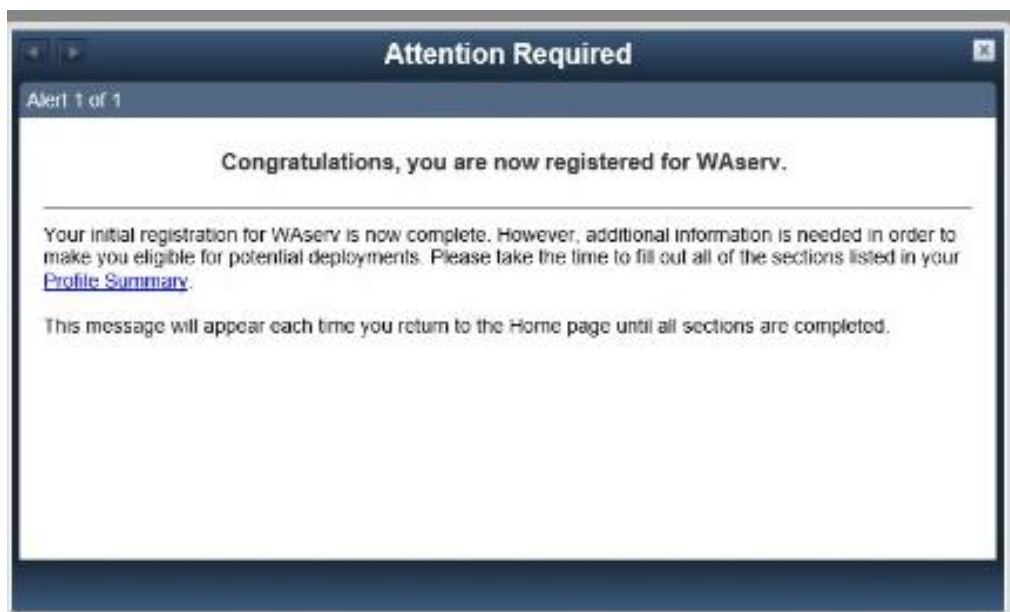 Attention Required
Alert 1 of 1
Congratulations, you are now registered for WAserv.
Your initial registration for WAserv is now complete. However, additional information is needed in order to
make you eligible for potential deployments. Please take the time to fill out all of the sections listed in your
Profile Summary.
This message will appear each time you return to the Home page until all sections are completed.